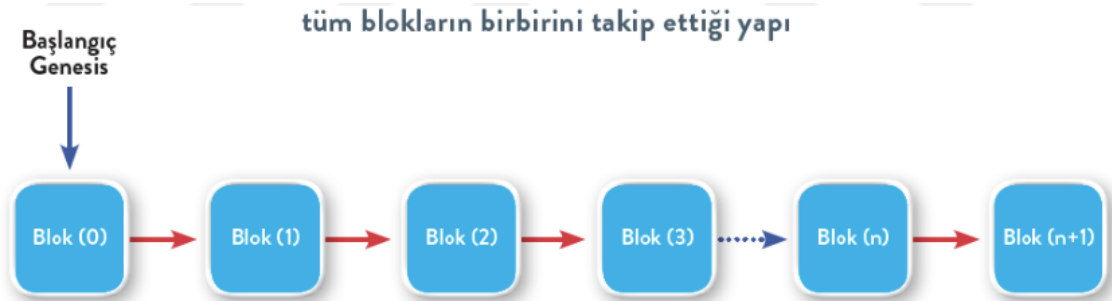 tüm blokların birbirini takip ettiği yapı
Başlangıç
Genesis
Blok (0)
Blok (1)
Blok (2)
Blok (3)
Blok (n)
Blok (n+1)